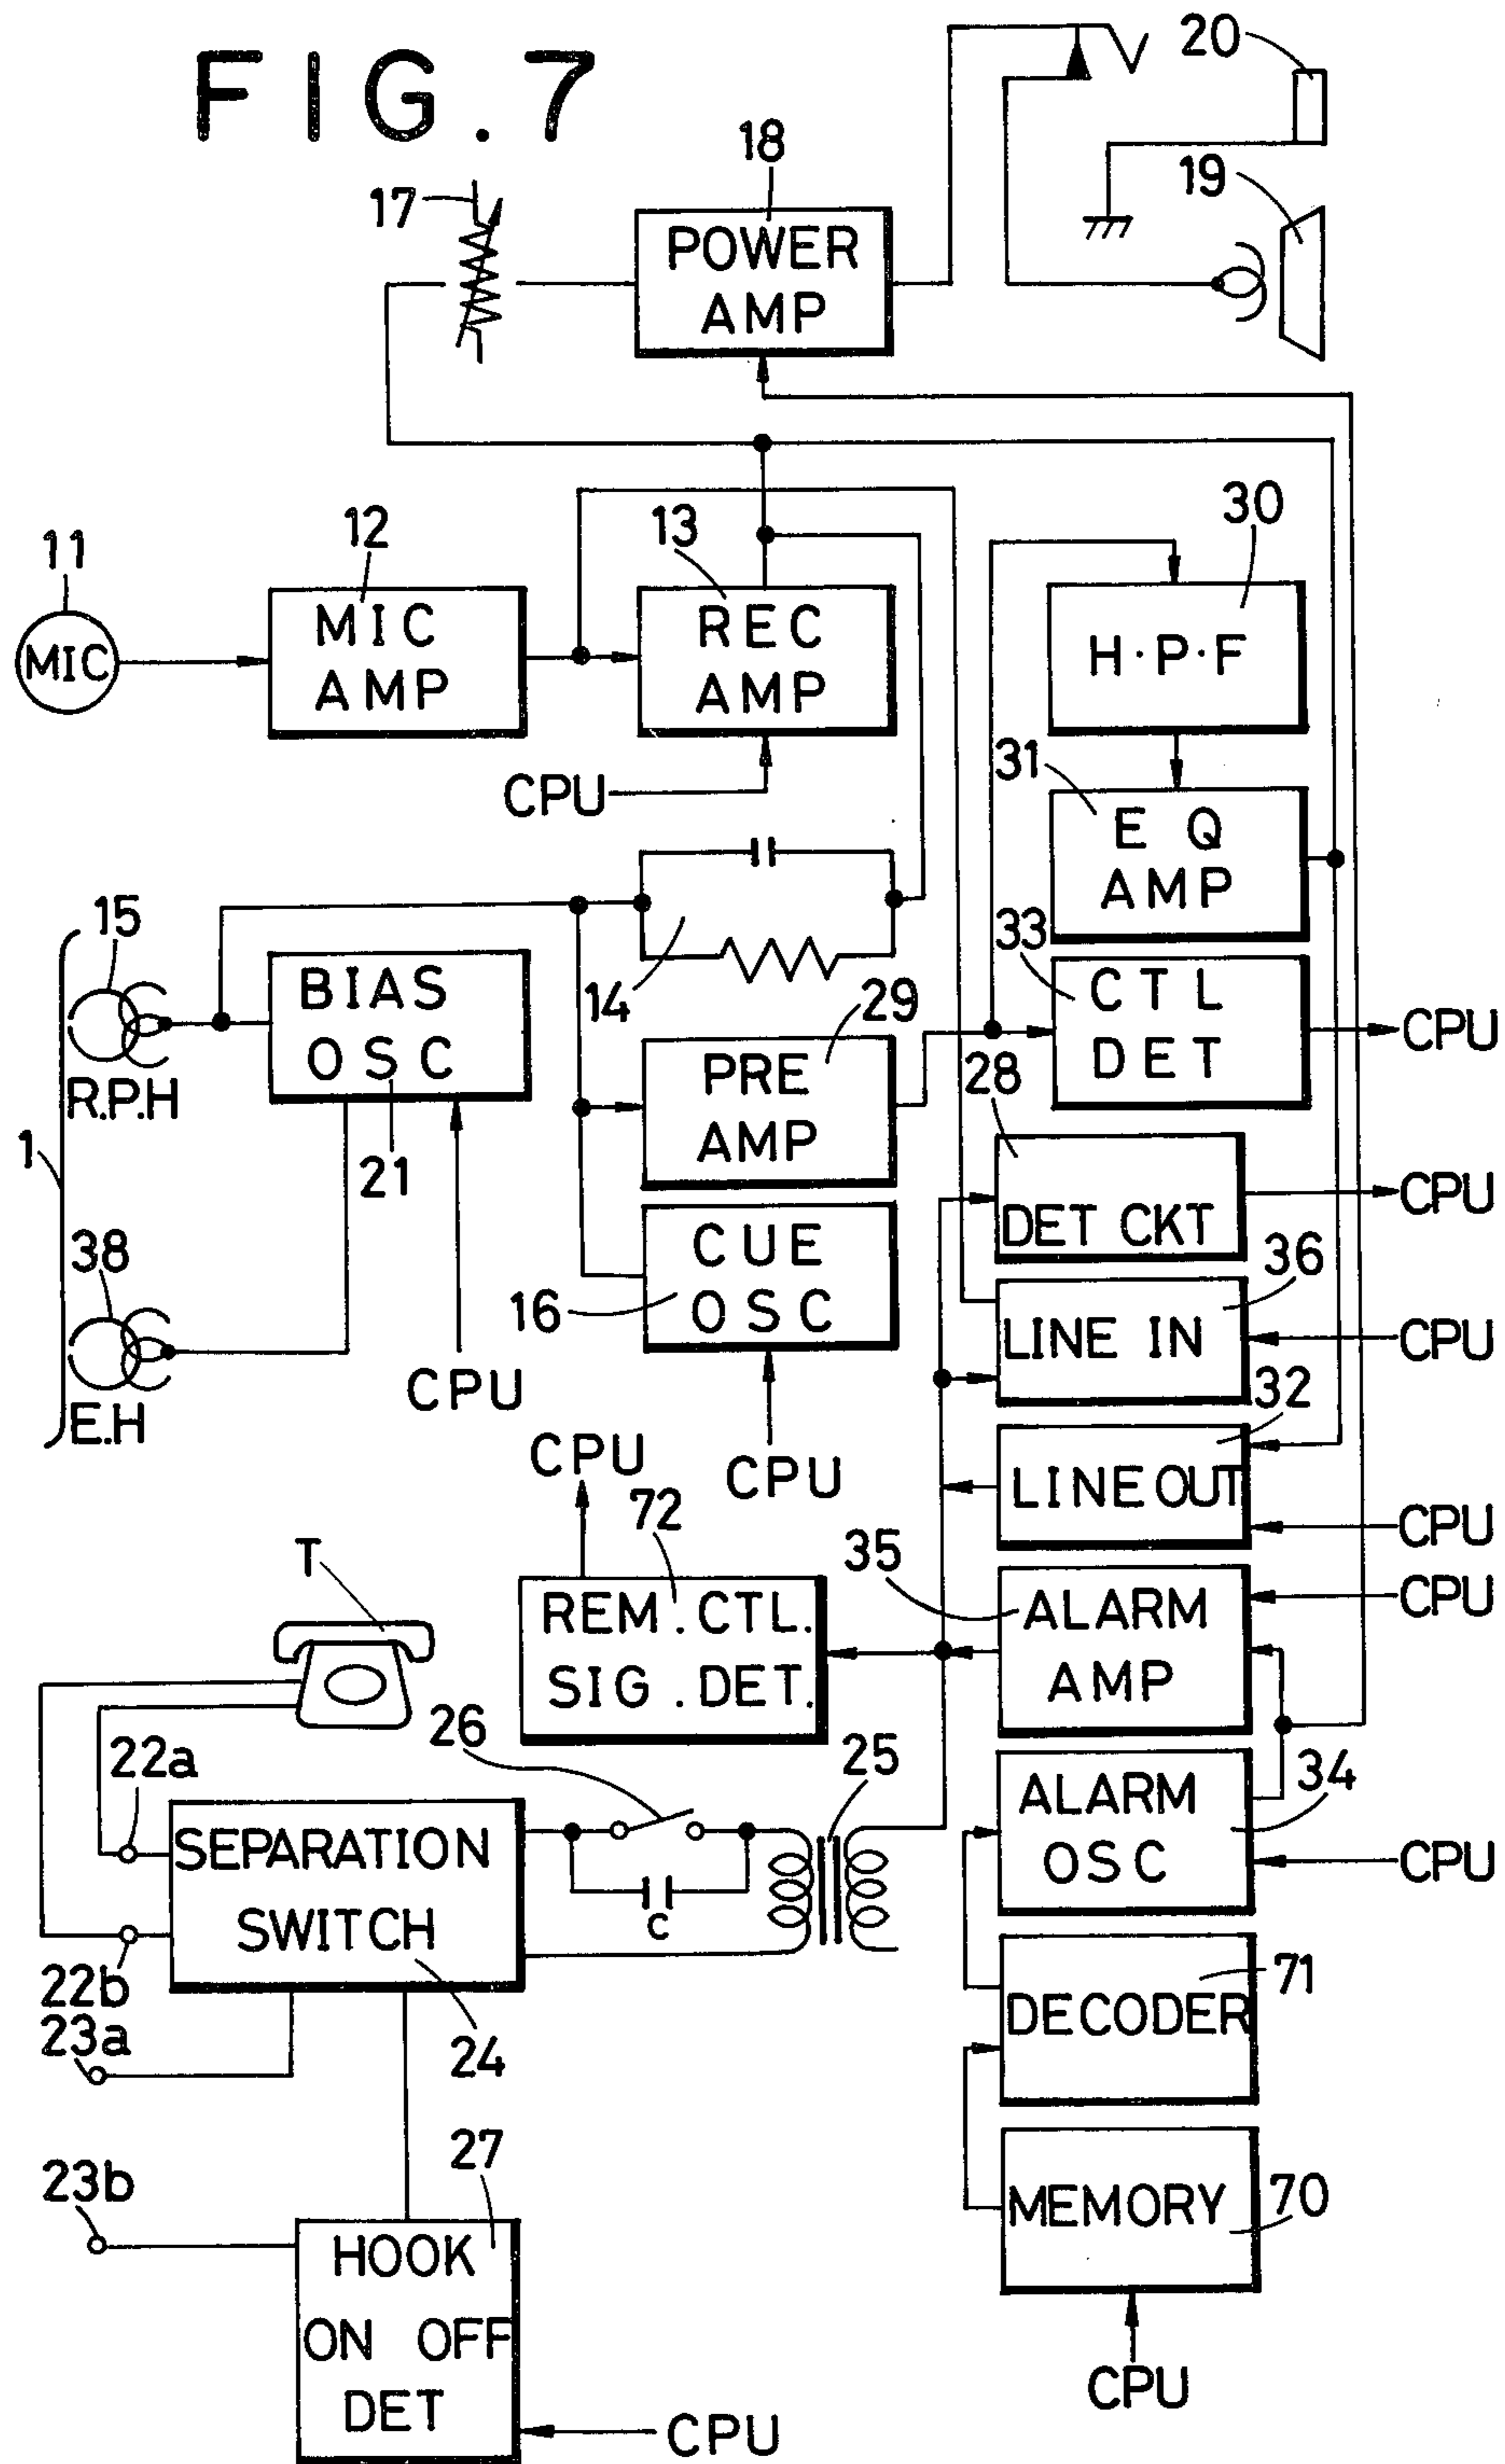 FIG. 7
20
18
17
19
POWER
AMP
30
12
13
11
MIC
MIC
AMP
REC
AMP
H.P.F
31
CPU
E Q
AMP
15
33
BIAS
OSC
14
29
CTL
DET
CPU
R.P.H
PRE
AMP
28
1
21
DET CKT
CPU
38
CUE
OSC
36
16
LINE IN
CPU
E.H
CPU
32
CPU
CPU
LINE OUT
CPU
72
35
T
REM. CTL.
SIG. DET.
ALARM
AMP
CPU
26
25
22a
SEPARATION
SWITCH
C
ALARM
OSC
34
CPU
22b
23a
24
71
DECODER
27
23b
MEMORY
70
HOOK
ON OFF
DET
CPU
CPU